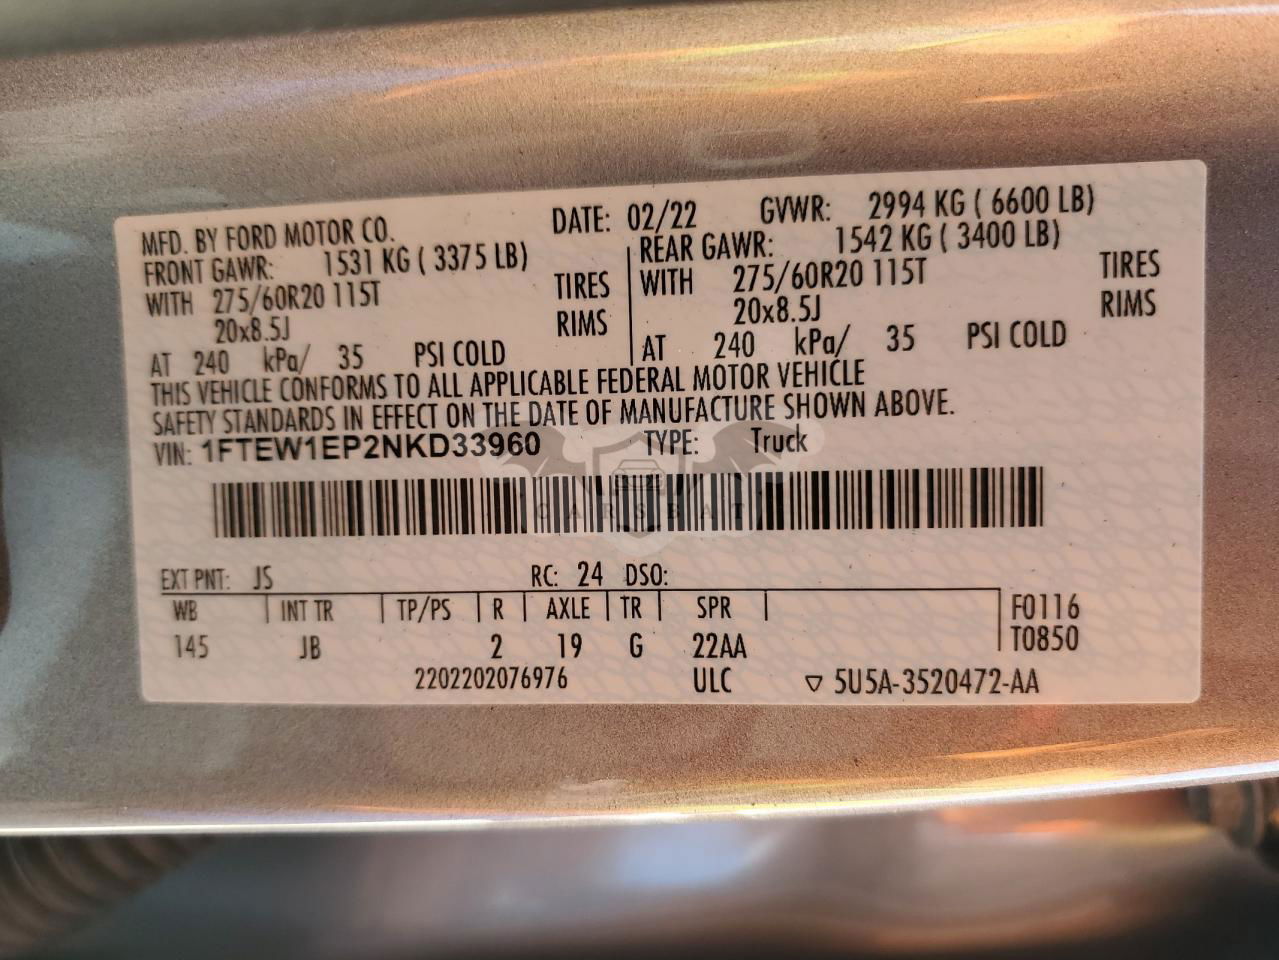 MFD. BY FORD MOTOR CO. DATE: 02/22 GVWR: 2994 KG ( 6600 LB)
FRONT GAWR: 1531 KG ( 3375 LB) REAR GAWR: 1542 KG ( 3400 LB)
WITH 275/60R20 115T TIRES WITH 275/60R20 115T TIRES
20x8.5J RIMS 20x8.5J RIMS
AT 240 kPa/ 35 PSI COLD AT 240 kPa/ 35 PSI COLD
THIS VEHICLE CONFORMS TO ALL APPLICABLE FEDERAL MOTOR VEHICLE
SAFETY STANDARDS IN EFFECT ON THE DATE OF MANUFACTURE SHOWN ABOVE.
VIN: 1FTEW1EP2NKD33960 TYPE: Truck
CARSBAT
EXT PNT: JS RC: 24 DSO:
WB INT TR TP/PS R AXLE TR SPR F0116
145 JB 2 19 G 22AA T0850
2202202076976 ULC ▽ 5U5A-3520472-AA